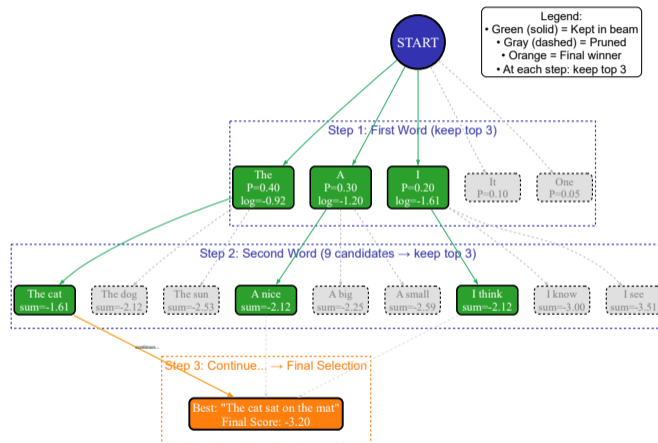 START
Legend:
• Green (solid) = Kept in beam
• Gray (dashed) = Pruned
• Orange = Final winner
• At each step: keep top 3
Step 1: First Word (keep top 3)
The
P=0.40
log=-0.92
A
P=0.30
log=-1.20
I
P=0.20
log=-1.61
It
P=0.10
One
P=0.05
Step 2: Second Word (9 candidates → keep top 3)
The cat
sum=-1.61
The dog
sum=-2.12
The sun
sum=-2.53
A nice
sum=-2.12
A big
sum=-2.25
A small
sum=-2.59
I think
sum=-2.12
I know
sum=-3.00
I see
sum=-3.51
Step 3: Continue... → Final Selection
Best: "The cat sat on the mat"
Final Score: -3.20